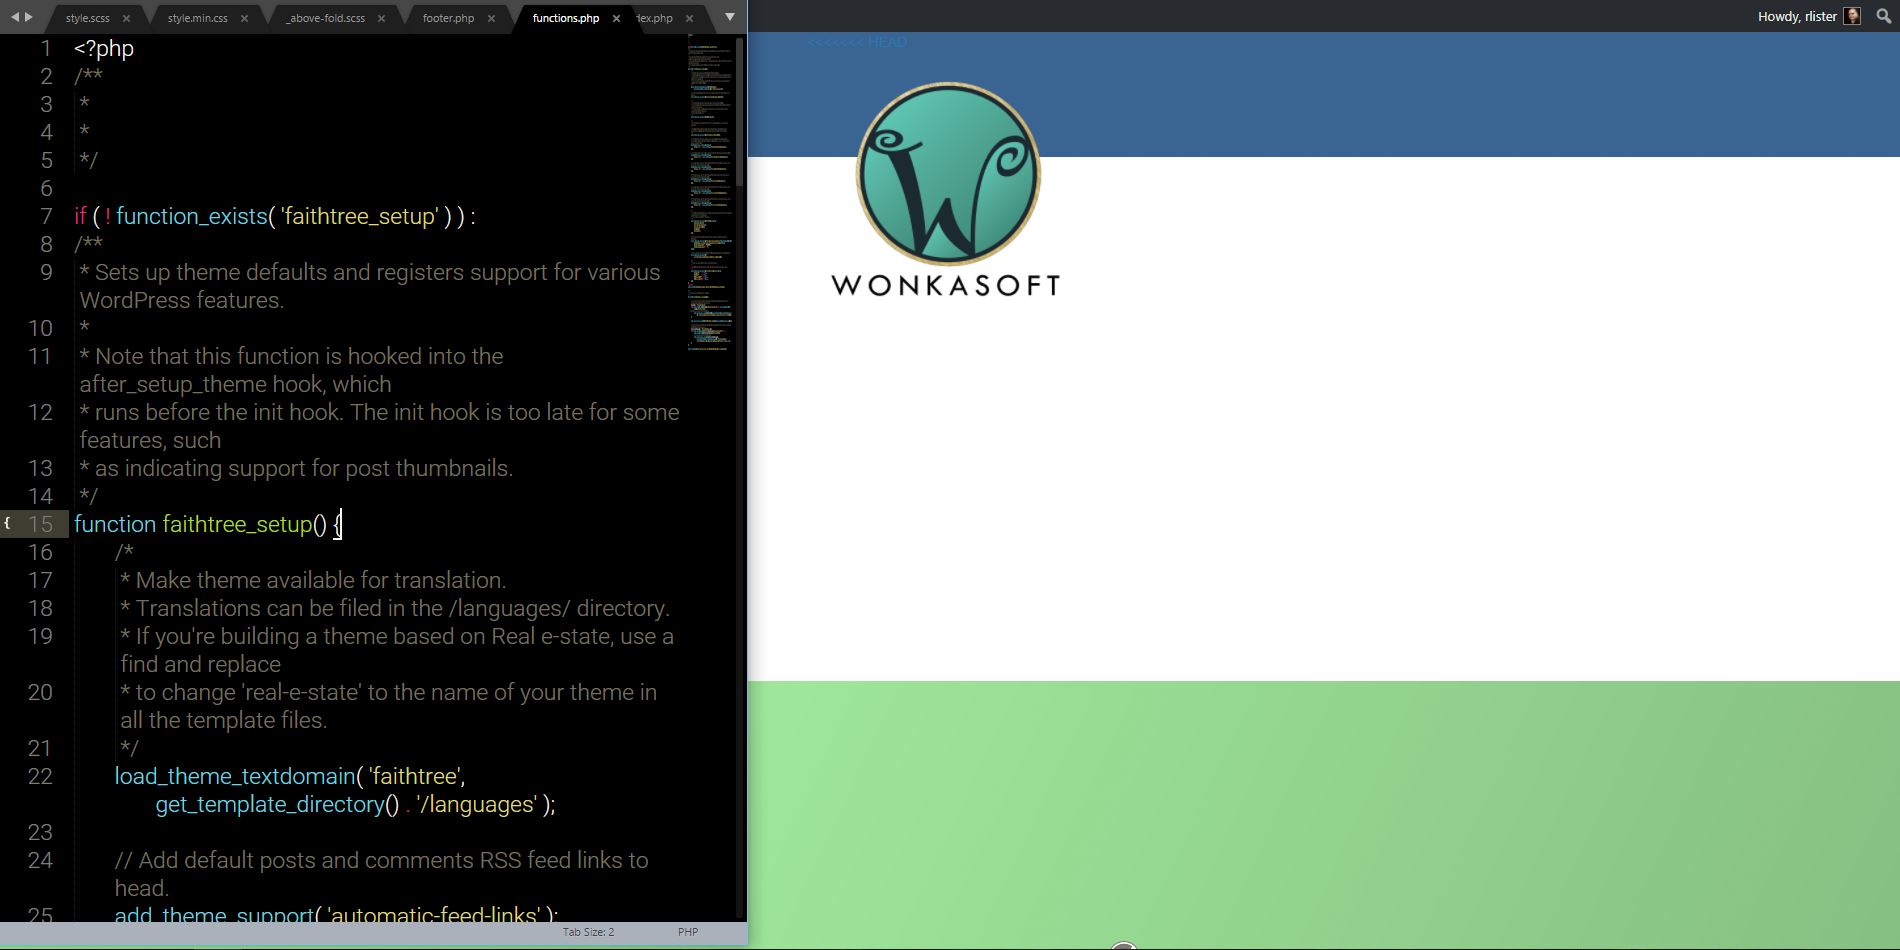 style.scss
style.min.css
_above-fold.scss
footer.php
functions.php
dex.php
1 <?php
2 /**
3 *
4 *
5 */
6
7 if ( ! function_exists( 'faithtree_setup' ) ) :
8 /**
9 * Sets up theme defaults and registers support for various
WordPress features.
10 *
11 * Note that this function is hooked into the
after_setup_theme hook, which
12 * runs before the init hook. The init hook is too late for some
features, such
13 * as indicating support for post thumbnails.
14 */
{ 15 function faithtree_setup() {
16 /*
17 * Make theme available for translation.
18 * Translations can be filed in the /languages/ directory.
19 * If you're building a theme based on Real e-state, use a
find and replace
20 * to change 'real-e-state' to the name of your theme in
all the template files.
21 */
22 load_theme_textdomain( 'faithtree',
get_template_directory() . '/languages' );
23
24 // Add default posts and comments RSS feed links to
head.
25 add_theme_support( 'automatic-feed-links' );
Tab Size: 2
PHP
Howdy, rlister
<<<<<<< HEAD
W
WONKASOFT